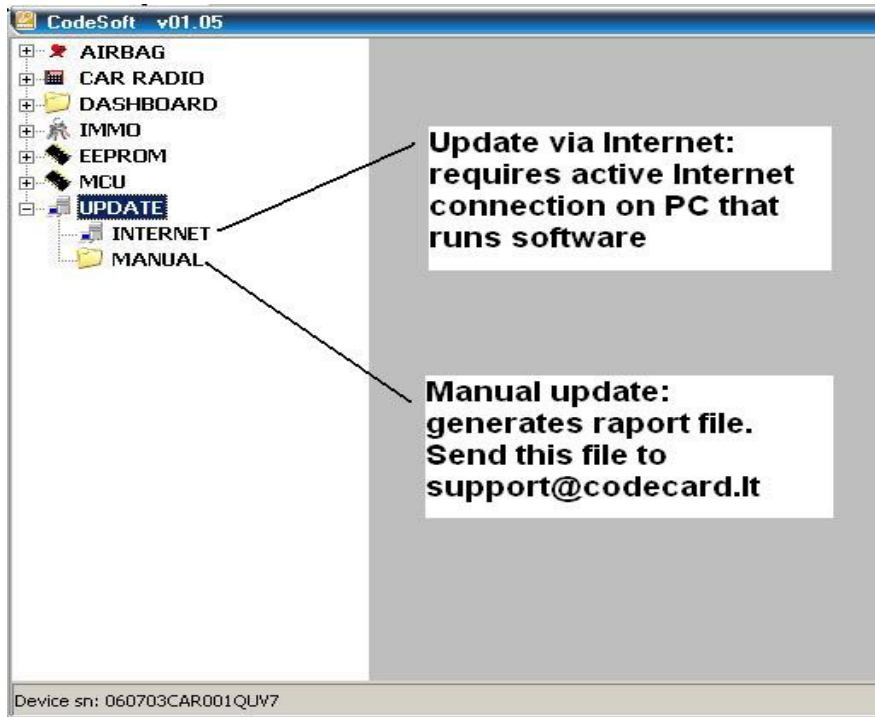 CodeSoft v01.05
AIRBAG
CAR RADIO
DASHBOARD
IMMO
EEPROM
MCU
UPDATE
INTERNET
MANUAL
Update via Internet:
requires active Internet
connection on PC that
runs software
Manual update:
generates raport file.
Send this file to
support@codecard.lt
Device sn: 060703CAR001QUV7